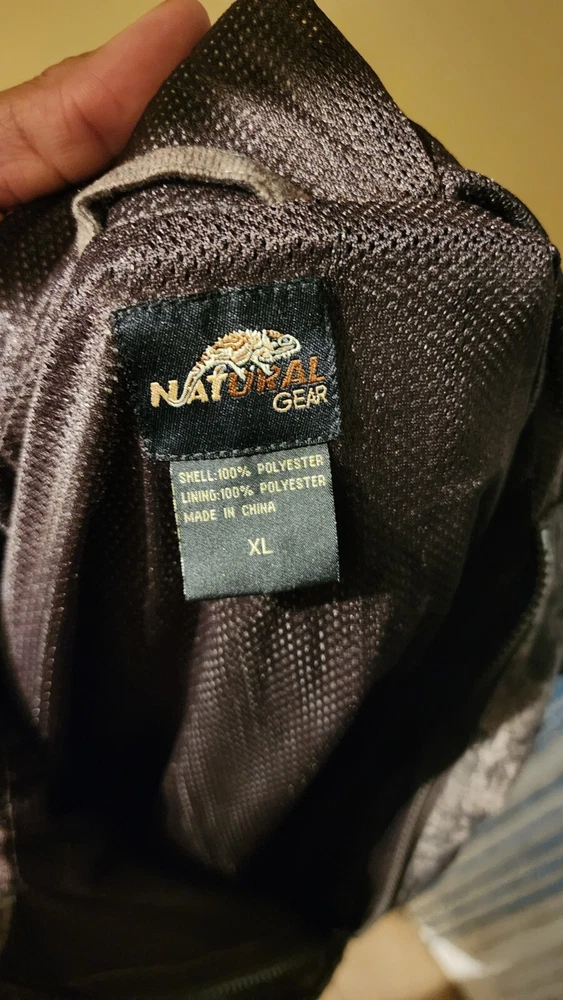 NATURAL
GEAR
SHELL:100% POLYESTER
LINING:100% POLYESTER
MADE IN CHINA
XL